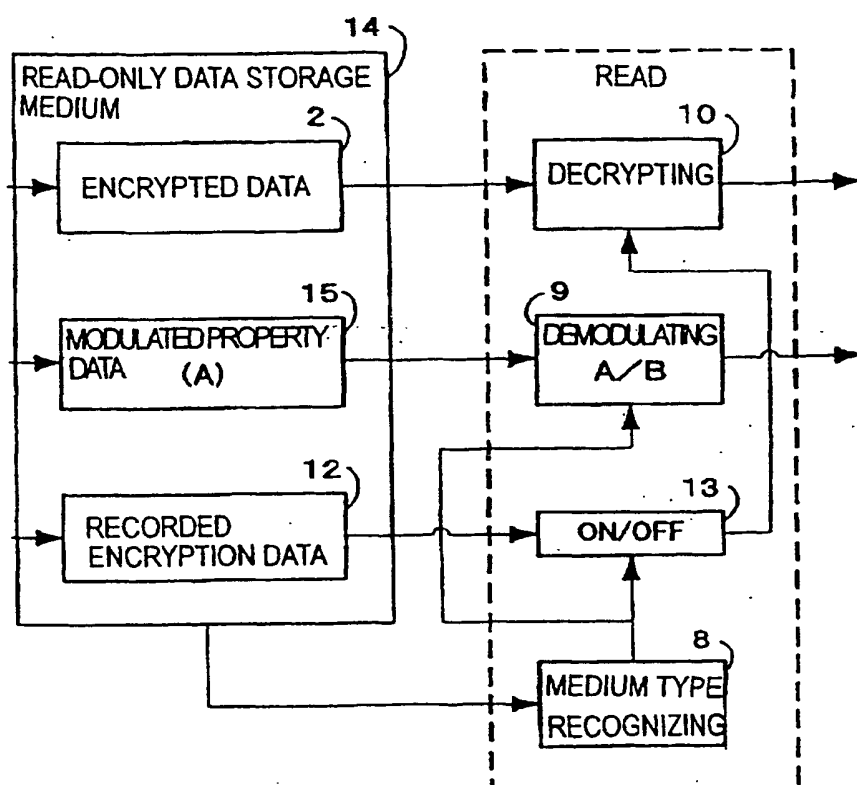 14
READ-ONLY DATA STORAGE
MEDIUM
READ
2
ENCRYPTED DATA
10
DECRYPTING
15
MODULATED PROPERTY
DATA (A)
9
DEMODULATING
A/B
12
RECORDED
ENCRYPTION DATA
13
ON/OFF
8
MEDIUM TYPE
RECOGNIZING